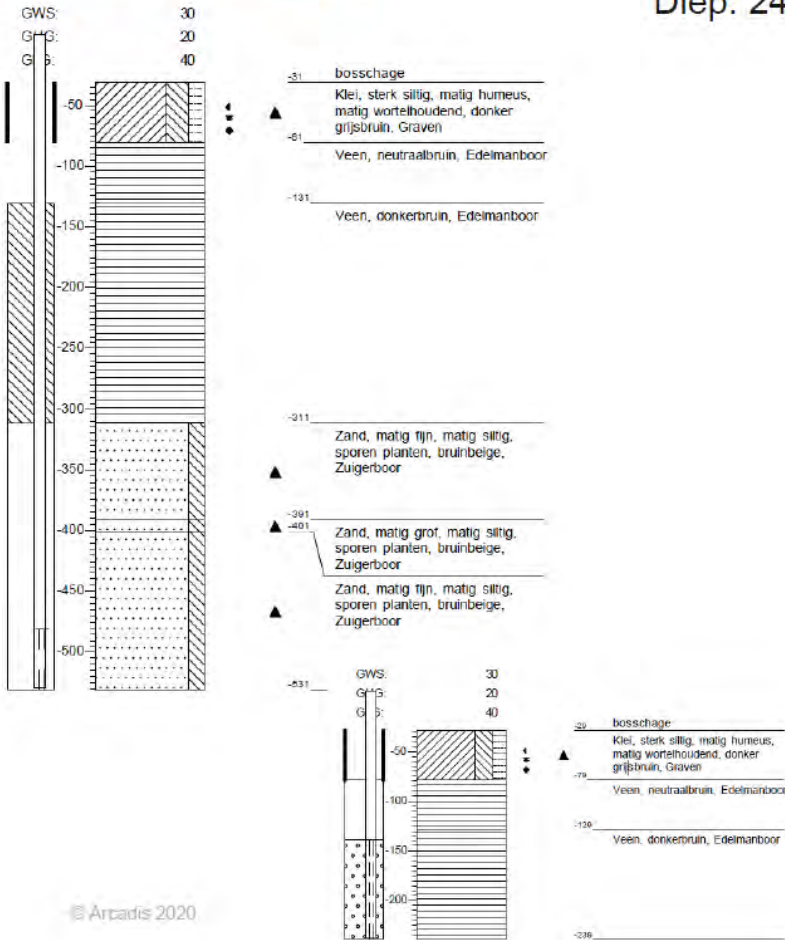 Diep: 24
GWS: 30
20
40
-50
-100
-150
-200
-250
-300
-350
-400
-450
-500
-31 bosschage
Klei, sterk siltig, matig humeus,
matig wortelhoudend, donker
grijsbruin, Graven
-81
Veen, neutraalbruin, Edelmanboor
-131
Veen, donkerbruin, Edelmanboor
-311
Zand, matig fijn, matig siltig,
sporen planten, bruinbeige,
Zuigerboor
-391
-401
Zand, matig grof, matig siltig,
sporen planten, bruinbeige,
Zuigerboor
Zand, matig fijn, matig siltig,
sporen planten, bruinbeige,
Zuigerboor
-531
GWS: 30
20
40
-50
-100
-150
-200
-29 bosschage
Klei, sterk siltig, matig humeus,
matig wortelhoudend, donker
grijsbruin, Graven
-79
Veen, neutraalbruin, Edelmanboor
-129
Veen, donkerbruin, Edelmanboor
-239
© Arcadis 2020